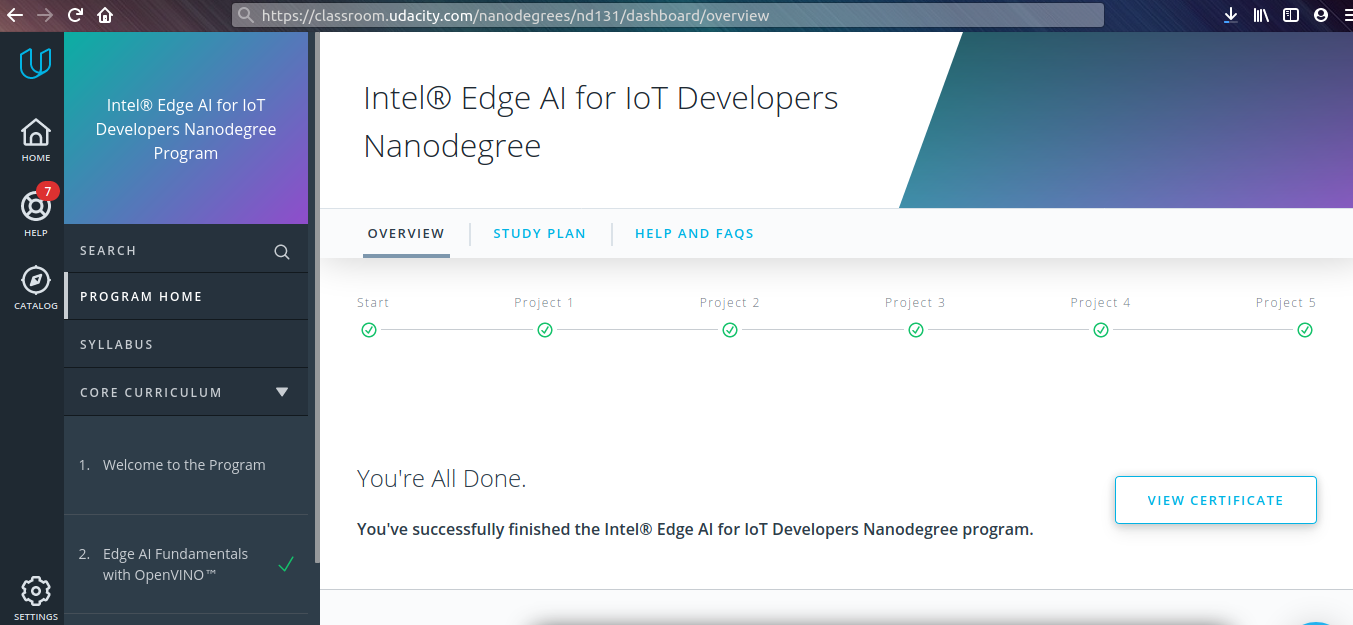 https://classroom.udacity.com/nanodegrees/nd131/dashboard/overview
Intel® Edge AI for IoT
Developers Nanodegree
Program
HOME
7
HELP
CATALOG
SEARCH
PROGRAM HOME
SYLLABUS
CORE CURRICULUM
1. Welcome to the Program
2. Edge AI Fundamentals
with OpenVINO™
SETTINGS
Intel® Edge AI for IoT Developers
Nanodegree
OVERVIEW
STUDY PLAN
HELP AND FAQS
Start
Project 1
Project 2
Project 3
Project 4
Project 5
You're All Done.
You've successfully finished the Intel® Edge AI for IoT Developers Nanodegree program.
VIEW CERTIFICATE